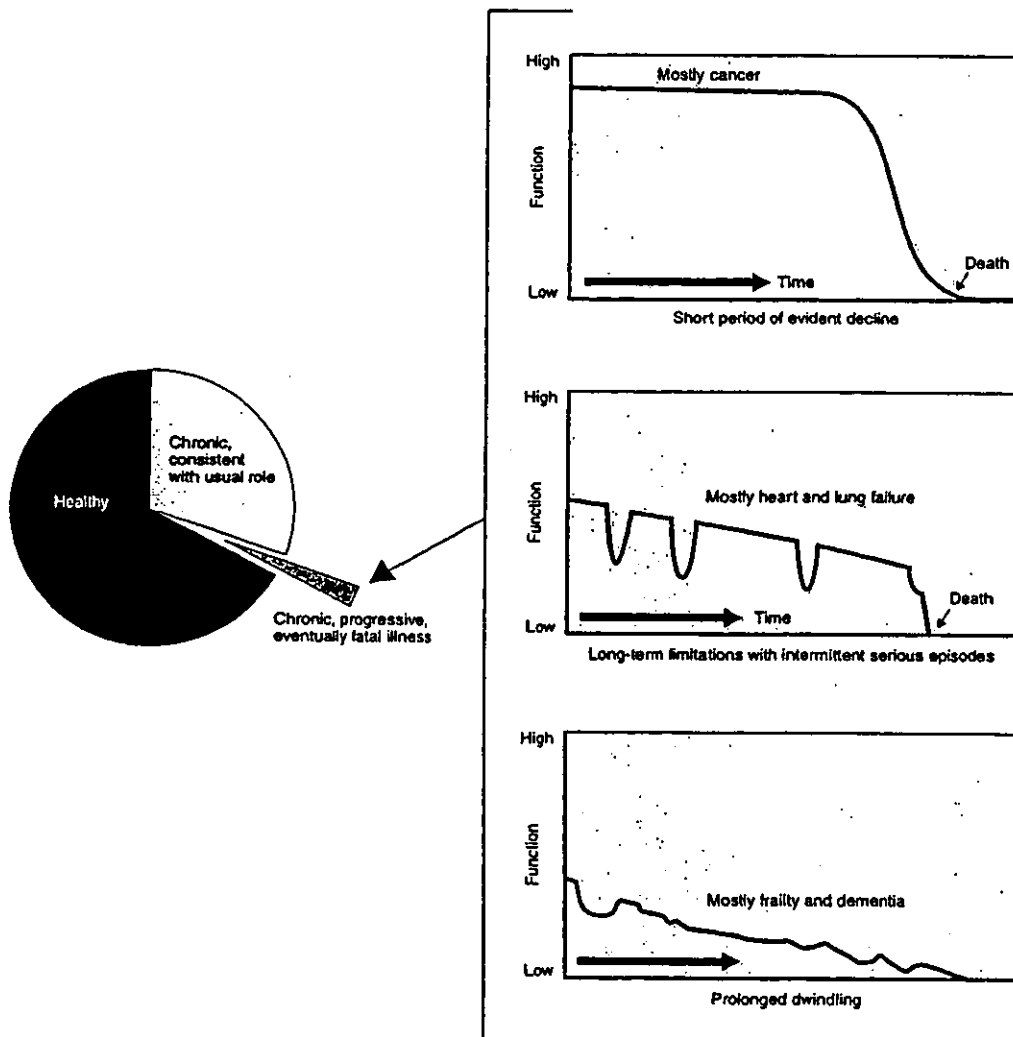 High
Mostly cancer
Function
Death
Time
Low
Short period of evident decline
High
Mostly heart and lung failure
Function
Death
Time
Low
Long-term limitations with intermittent serious episodes
High
Function
Mostly frailty and dementia
Low
Prolonged dwindling
Chronic,
consistent
with usual role
Healthy
Chronic, progressive,
eventually fatal illness